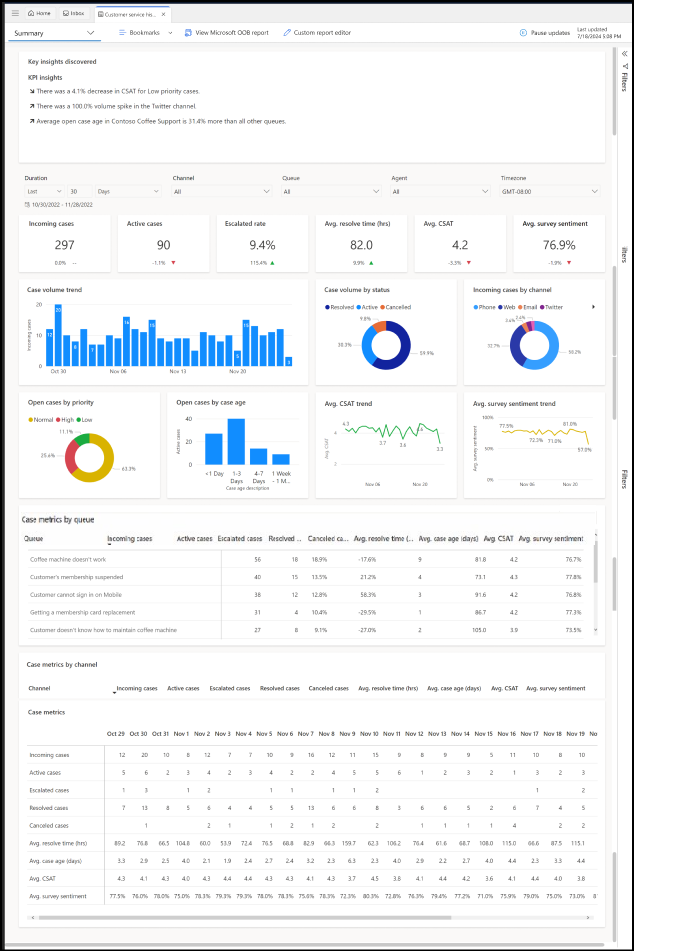 Home Inbox Customer service his...
Summary Bookmarks View Microsoft OOB report Custom report editor Pause updates Last updated
7/18/2024 5:08 PM
Key insights discovered
KPI insights
There was a 4.1% decrease in CSAT for Low priority cases.
There was a 100.0% volume spike in the Twitter channel.
Average open case age in Contoso Coffee Support is 31.4% more than all other queues.
Filters
Duration Channel Queue Agent Timezone
Last 30 Days All All All GMT-08:00
10/30/2022 - 11/28/2022
Incoming cases Active cases Escalated rate Avg. resolve time (hrs) Avg. CSAT Avg. survey sentiment
297 90 9.4% 82.0 4.2 76.9%
0.0% -- -1.1% 115.4% 9.9% -1.9%
Case volume trend
Incoming cases
20
10
0
12 20 8 7 16 15 5 15 3
Oct 30 Nov 06 Nov 13 Nov 20
Case volume by status
Resolved Active Cancelled
9.8%
30.3%
59.9%
Incoming cases by channel
Phone Web Email Twitter
32.7%
Open cases by priority
Normal High Low
11.1%
25.6%
63.3%
Open cases by case age
Active cases
40
20
0
<1 Day 1-3 Days 4-7 Days 1 Week - 1 M...
Case age description
Avg. CSAT trend
Avg. CSAT
4
2
4.3 3.7 3.6 3.3
Nov 06 Nov 20
Avg. survey sentiment trend
Avg. survey sentiment
100%
50%
0%
77.5% 72.3% 71.0% 81.0% 57.0%
Nov 06 Nov 20
Filters
Case metrics by queue
Queue Incoming cases Active cases Escalated cases Resolved ... Canceled ca... Avg. resolve time (... Avg. case age (days) Avg. CSAT Avg. survey sentiment
Coffee machine doesn't work 56 18 18.9% -17.6% 9 81.8 4.2 76.7%
Customer's membership suspended 40 15 13.5% 21.2% 4 73.1 4.3 77.8%
Customer cannot sign in on Mobile 38 12 12.8% 58.3% 3 91.6 4.2 76.8%
Getting a membership card replacement 31 4 10.4% -29.5% 1 86.7 4.2 77.3%
Customer doesn't know how to maintain coffee machine 27 8 9.1% -27.0% 2 105.0 3.9 73.5%
Case metrics by channel
Channel Incoming cases Active cases Escalated cases Resolved cases Canceled cases Avg. resolve time (hrs) Avg. case age (days) Avg. CSAT Avg. survey sentiment
Case metrics
Oct 29 Oct 30 Oct 31 Nov 1 Nov 2 Nov 3 Nov 4 Nov 5 Nov 6 Nov 7 Nov 8 Nov 9 Nov 10 Nov 11 Nov 12 Nov 13 Nov 14 Nov 15 Nov 16 Nov 17 Nov 18 Nov 19 No
Incoming cases 12 20 10 8 12 7 7 10 9 16 12 11 15 9 8 9 9 5 11 10 8 10
Active cases 5 6 2 3 4 2 3 4 2 2 4 5 5 6 1 2 3 2 1 3 2 3
Escalated cases 1 3 1 2 1 1 1 1 2 1 2
Resolved cases 7 13 8 5 6 4 4 5 5 13 6 6 8 3 6 6 5 2 6 7 4 5
Canceled cases 1 2 1 1 2 1 2 2 1 1 1 1 4 2 2
Avg. resolve time (hrs) 89.2 76.8 66.5 104.8 60.0 53.9 72.4 76.5 68.8 82.9 66.3 159.7 62.3 106.2 76.4 61.6 68.7 108.0 115.0 66.6 87.5 115.1
Avg. case age (days) 3.3 2.9 2.5 4.0 2.1 1.9 2.4 2.7 2.4 3.2 2.3 6.3 2.3 4.0 2.9 2.2 2.7 4.0 4.4 2.3 3.3 4.4
Avg. CSAT 4.3 4.1 4.3 4.0 4.3 4.4 4.4 4.3 4.3 4.1 4.3 3.7 4.5 3.8 4.1 4.4 4.2 3.6 4.1 4.4 4.0 3.8
Avg. survey sentiment 77.5% 76.0% 78.0% 75.0% 78.3% 79.3% 79.3% 78.0% 78.3% 75.6% 78.3% 72.3% 80.3% 72.8% 76.3% 79.4% 77.2% 71.0% 75.9% 79.0% 75.0% 73.0%